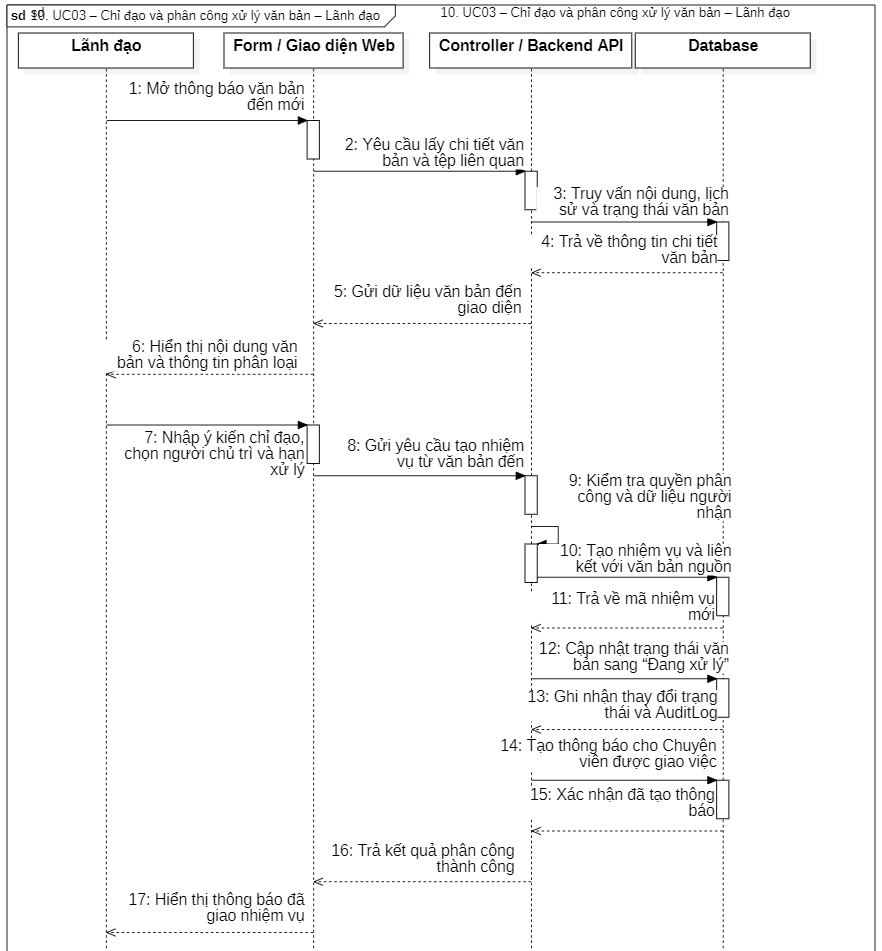 sd 10. UC03 – Chỉ đạo và phân công xử lý văn bản – Lãnh đạo
10. UC03 – Chỉ đạo và phân công xử lý văn bản – Lãnh đạo
Lãnh đạo
Form / Giao diện Web
Controller / Backend API
Database
1: Mở thông báo văn bản
đến mới
2: Yêu cầu lấy chi tiết văn
bản và tệp liên quan
3: Truy vấn nội dung, lịch
sử và trạng thái văn bản
4: Trả về thông tin chi tiết
văn bản
5: Gửi dữ liệu văn bản đến
giao diện
6: Hiển thị nội dung văn
bản và thông tin phân loại
7: Nhập ý kiến chỉ đạo,
chọn người chủ trì và hạn
xử lý
8: Gửi yêu cầu tạo nhiệm
vụ từ văn bản đến
9: Kiểm tra quyền phân
công và dữ liệu người
nhận
10: Tạo nhiệm vụ và liên
kết với văn bản nguồn
11: Trả về mã nhiệm vụ
mới
12: Cập nhật trạng thái văn
bản sang “Đang xử lý”
13: Ghi nhận thay đổi trạng
thái và AuditLog
14: Tạo thông báo cho Chuyên
viên được giao việc
15: Xác nhận đã tạo thông
báo
16: Trả kết quả phân công
thành công
17: Hiển thị thông báo đã
giao nhiệm vụ